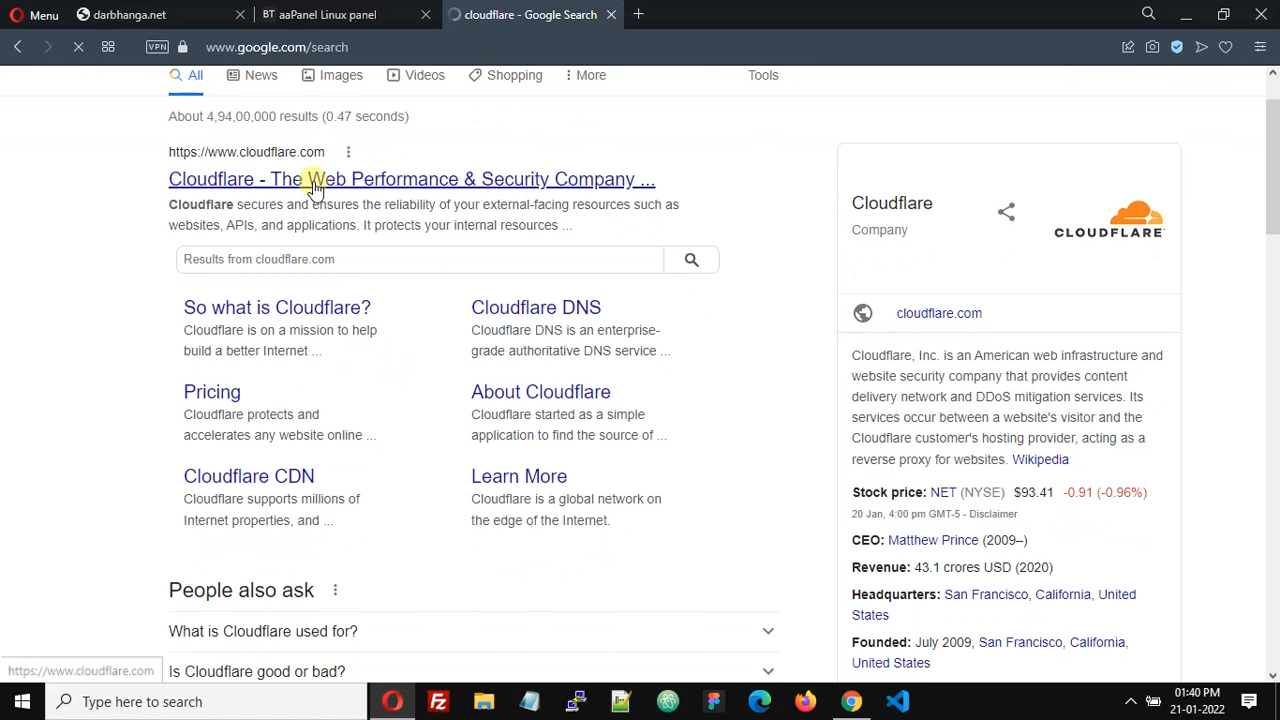 Menu
darbhanga.net
BT aaPanel Linux panel
cloudflare - Google Search
VPN
www.google.com/search
All
News
Images
Videos
Shopping
More
Tools
About 4,94,00,000 results (0.47 seconds)
https://www.cloudflare.com
Cloudflare - The Web Performance & Security Company ...
Cloudflare secures and ensures the reliability of your external-facing resources such as
websites, APIs, and applications. It protects your internal resources ...
Results from cloudflare.com
So what is Cloudflare?
Cloudflare is on a mission to help
build a better Internet ...
Cloudflare DNS
Cloudflare DNS is an enterprise-
grade authoritative DNS service ...
Pricing
Cloudflare protects and
accelerates any website online ...
About Cloudflare
Cloudflare started as a simple
application to find the source of ...
Cloudflare CDN
Cloudflare supports millions of
Internet properties, and ...
Learn More
Cloudflare is a global network on
the edge of the Internet.
People also ask
What is Cloudflare used for?
Is Cloudflare good or bad?
https://www.cloudflare.com
Cloudflare
Company
CLOUDFLARE
cloudflare.com
Cloudflare, Inc. is an American web infrastructure and
website security company that provides content
delivery network and DDoS mitigation services. Its
services occur between a website's visitor and the
Cloudflare customer's hosting provider, acting as a
reverse proxy for websites. Wikipedia
Stock price: NET (NYSE) $93.41 -0.91 (-0.96%)
20 Jan, 4:00 pm GMT-5 - Disclaimer
CEO: Matthew Prince (2009–)
Revenue: 43.1 crores USD (2020)
Headquarters: San Francisco, California, United
States
Founded: July 2009, San Francisco, California,
United States
Type here to search
01:40 PM
21-01-2022